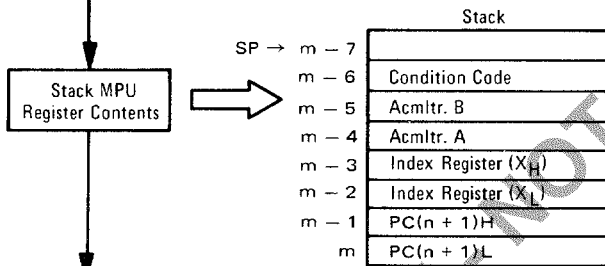 Stack
SP → m – 7
m – 6 Condition Code
Stack MPU
Register Contents
m – 5 Acmltr. B
m – 4 Acmltr. A
m – 3 Index Register (XH)
m – 2 Index Register (XL)
m – 1 PC(n + 1)H
m PC(n + 1)L
NOT